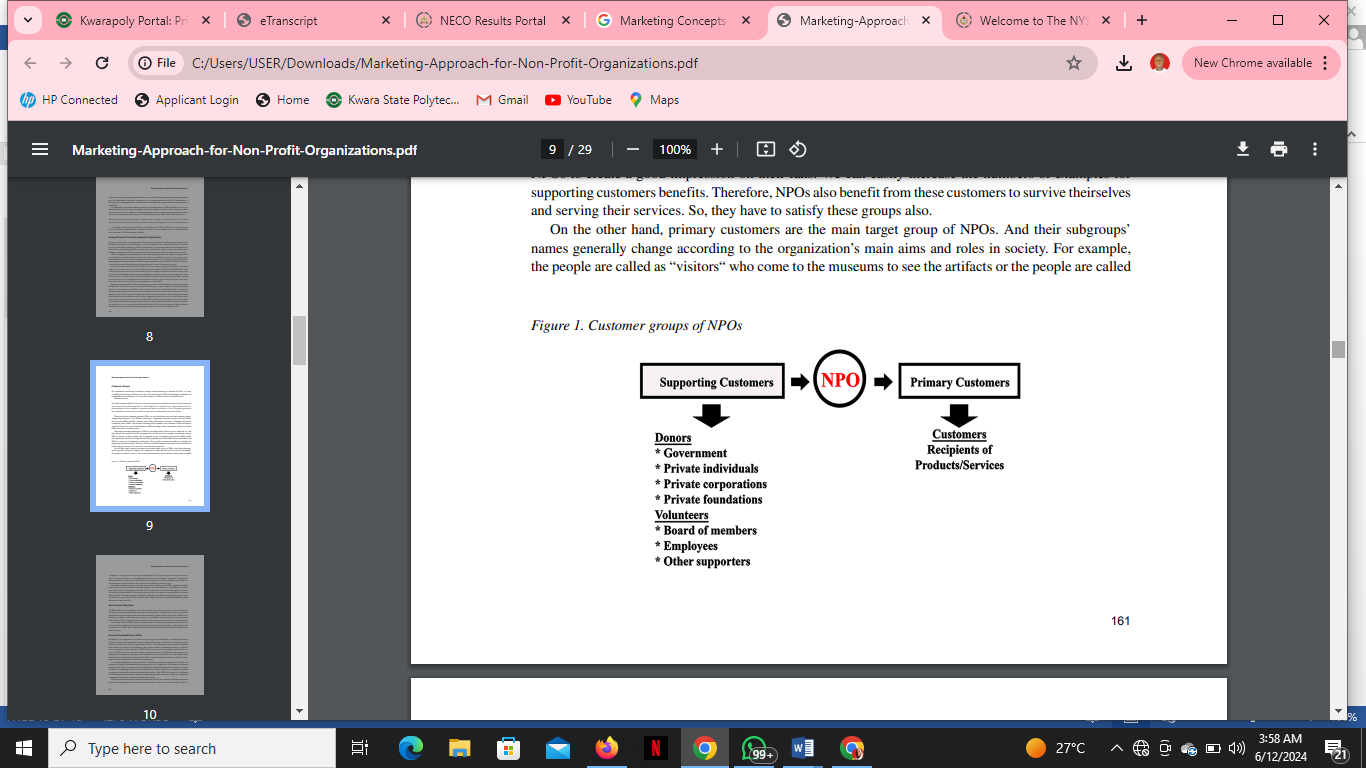 Kwarapoly Portal: Pri
eTranscript
NECO Results Portal
Marketing Concepts
Marketing-Approach
Welcome to The NYS
File
C:/Users/USER/Downloads/Marketing-Approach-for-Non-Profit-Organizations.pdf
New Chrome available
HP Connected
Applicant Login
Home
Kwara State Polytec...
Gmail
YouTube
Maps
Marketing-Approach-for-Non-Profit-Organizations.pdf
9 / 29
100%
8
9
10
supporting customers benefits. Therefore, NPOs also benefit from these customers to survive theirselves
and serving their services. So, they have to satisfy these groups also.
On the other hand, primary customers are the main target group of NPOs. And their subgroups’
names generally change according to the organization’s main aims and roles in society. For example,
the people are called as “visitors“ who come to the museums to see the artifacts or the people are called
Figure 1. Customer groups of NPOs
Supporting Customers
NPO
Primary Customers
Donors
* Government
* Private individuals
* Private corporations
* Private foundations
Volunteers
* Board of members
* Employees
* Other supporters
Customers
Recipients of
Products/Services
161
Type here to search
99+
27°C
3:58 AM
6/12/2024
21